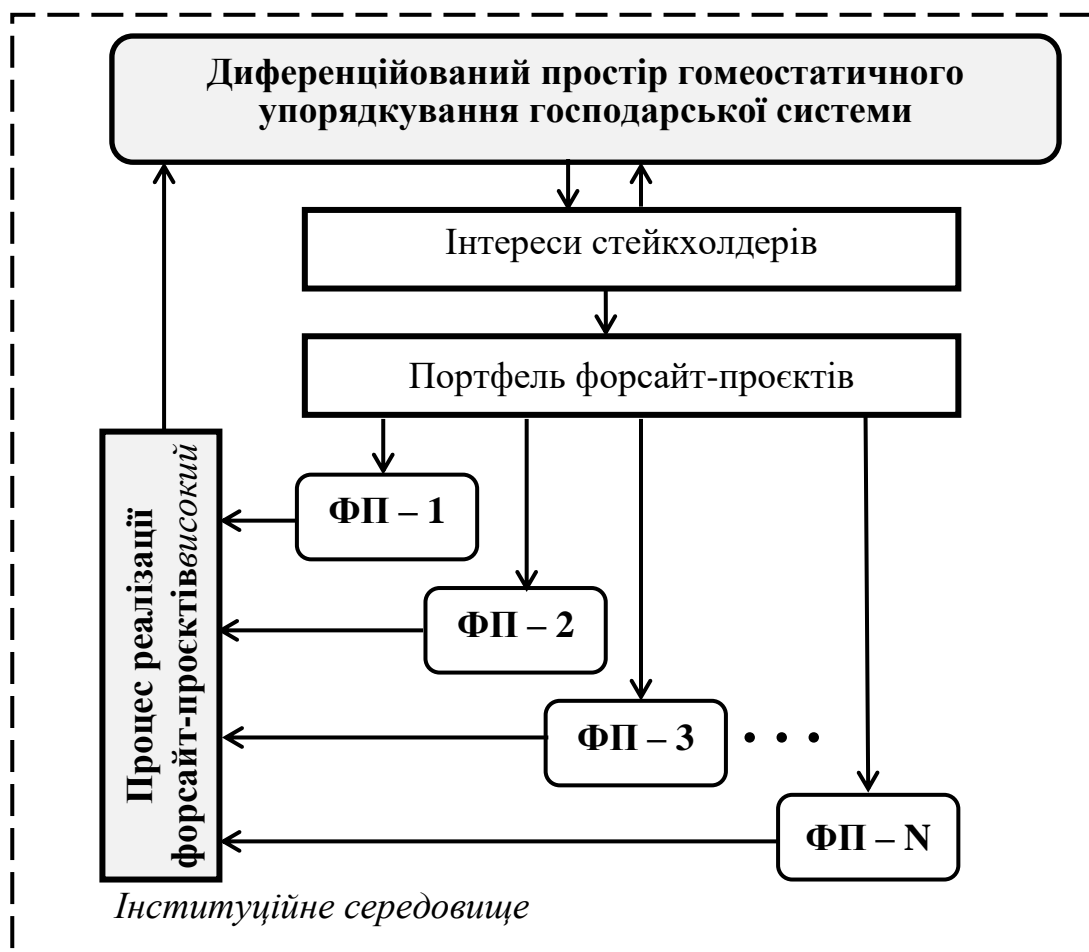 Диференційований простір гомеостатичного
упорядкування господарської системи
Інтереси стейкхолдерів
Портфель форсайт-проєктів
Процес реалізації
форсайт-проєктіввисокий
ФП – 1
ФП – 2
ФП – 3
• • •
ФП – N
Інституційне середовище